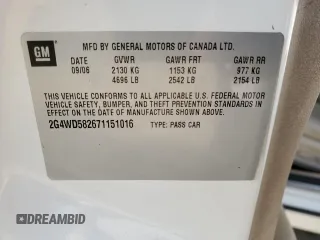 GM
MFD BY GENERAL MOTORS OF CANADA LTD.
DATE GVWR GAWR FRT GAWR RR
09/06 2130 KG 1153 KG 977 KG
4696 LB 2542 LB 2154 LB
THIS VEHICLE CONFORMS TO ALL APPLICABLE U.S. FEDERAL MOTOR
VEHICLE SAFETY, BUMPER, AND THEFT PREVENTION STANDARDS IN
EFFECT ON THE DATE OF MANUFACTURE SHOWN ABOVE.
2G4WD582671151016 TYPE: PASS CAR
DREAMBID